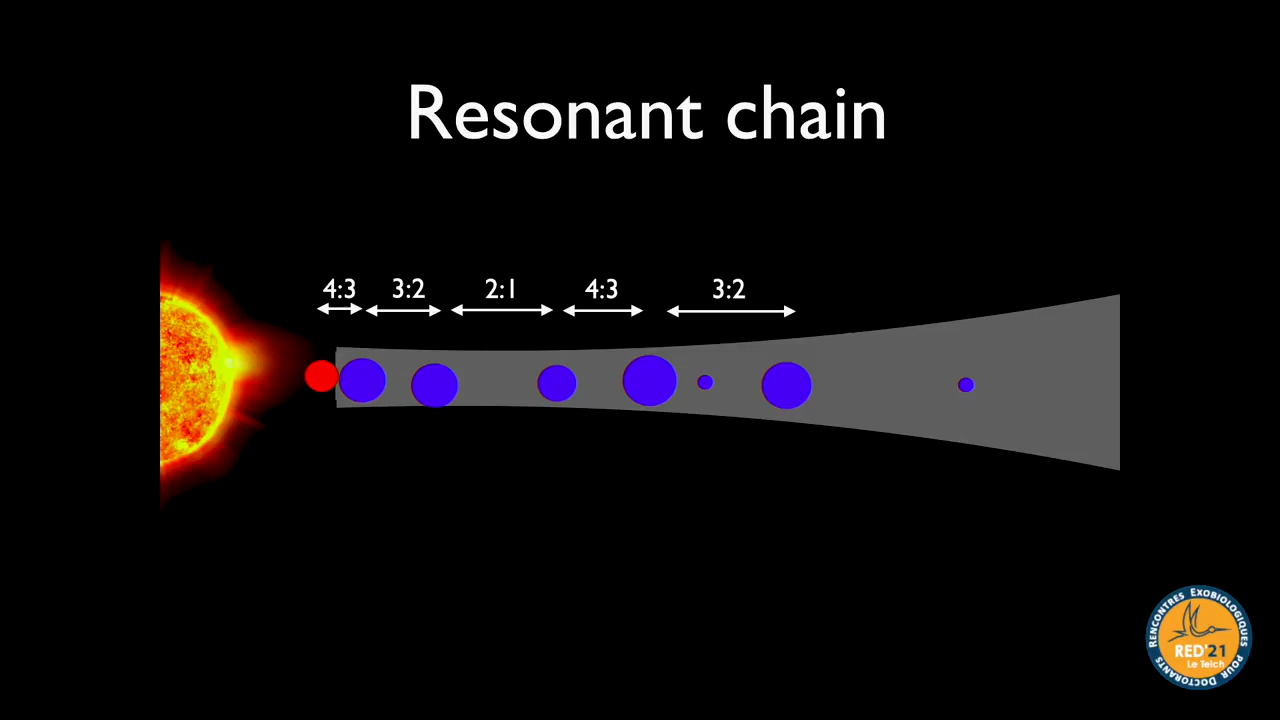 Resonant chain
4:3 3:2 2:1 4:3 3:2
RENCONTRES EXOBIOLOGIQUES POUR DOCTORANTS
RED'21
Le Teich